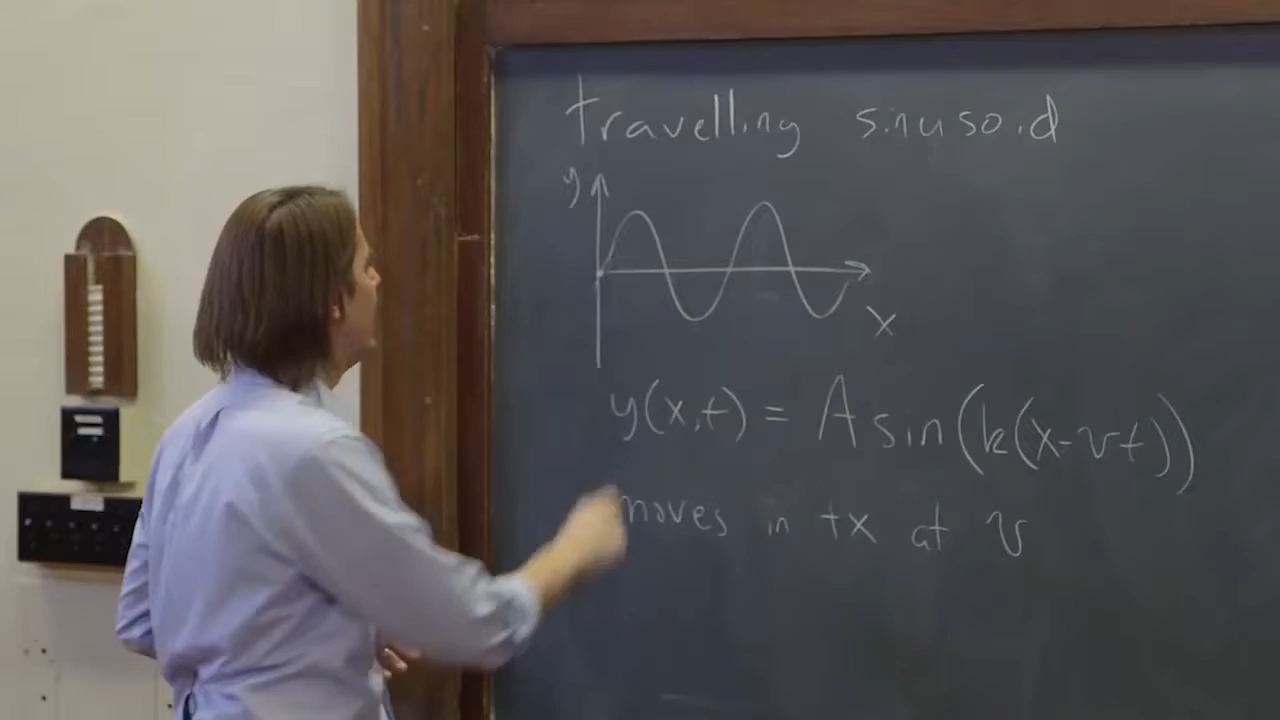 travelling sinusoid
y
x
y(x,t) = A sin(k(x-vt))
moves in +x at v